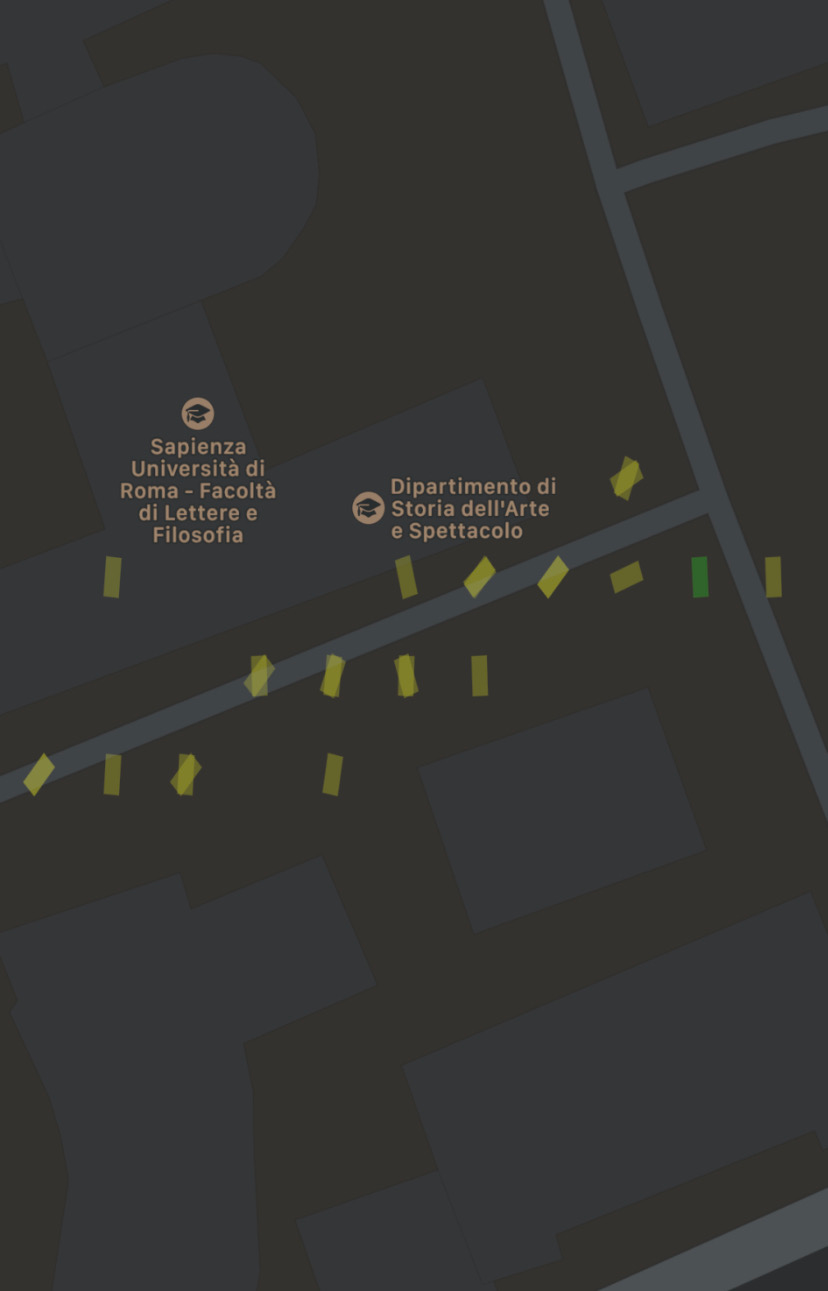 Sapienza
Università di
Roma - Facoltà
di Lettere e
Filosofia
Dipartimento di
Storia dell'Arte
e Spettacolo